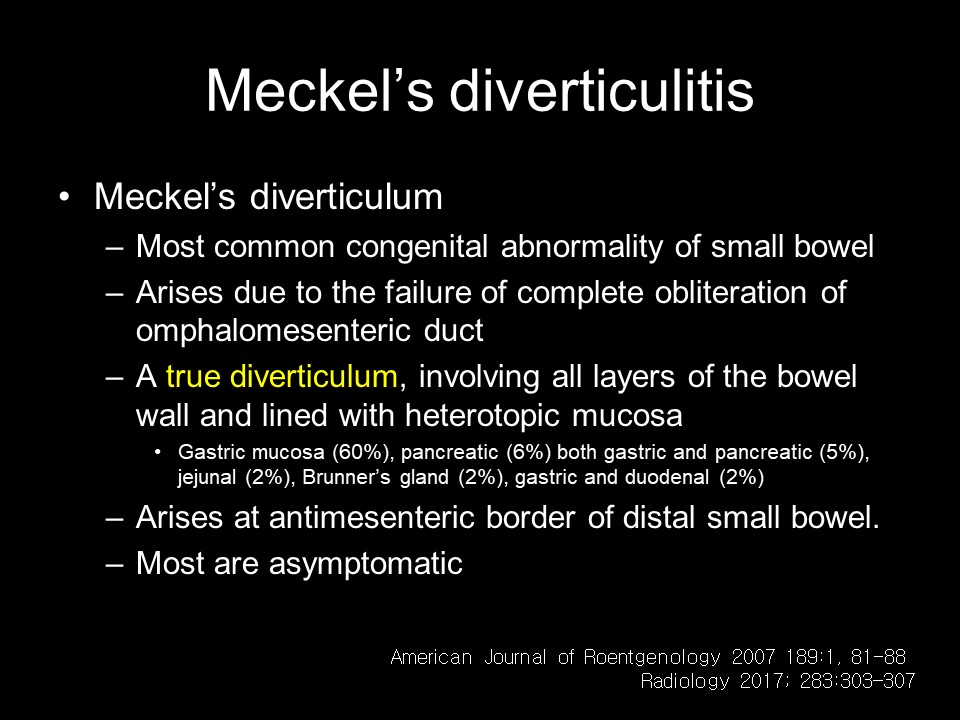 Meckel’s diverticulitis
• Meckel’s diverticulum
– Most common congenital abnormality of small bowel
– Arises due to the failure of complete obliteration of
omphalomesenteric duct
– A true diverticulum, involving all layers of the bowel
wall and lined with heterotopic mucosa
• Gastric mucosa (60%), pancreatic (6%) both gastric and pancreatic (5%),
jejunal (2%), Brunner’s gland (2%), gastric and duodenal (2%)
– Arises at antimesenteric border of distal small bowel.
– Most are asymptomatic
American Journal of Roentgenology 2007 189:1, 81-88
Radiology 2017; 283:303-307